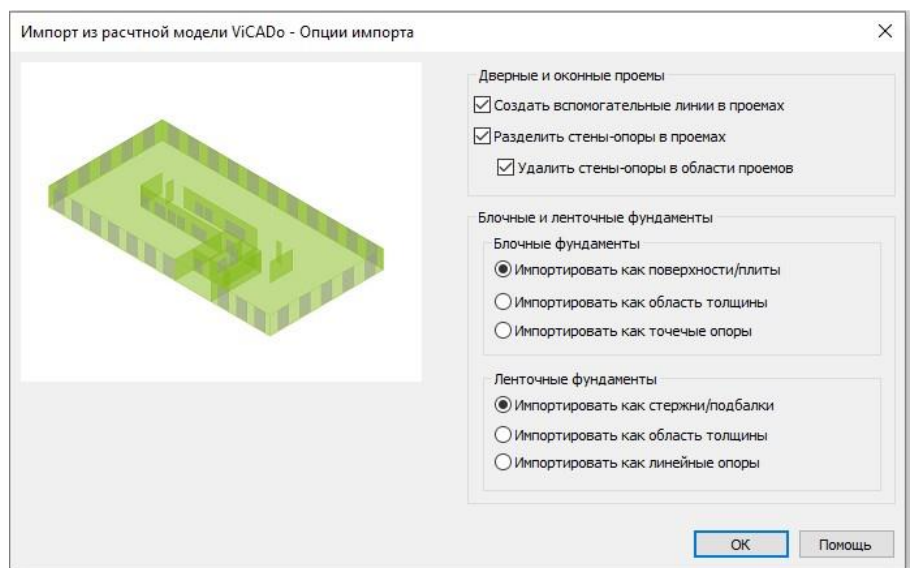 Импорт из расчтной модели ViCADo - Опции импорта
Дверные и оконные проемы
Создать вспомогательные линии в проемах
Разделить стены-опоры в проемах
Удалить стены-опоры в области проемов
Блочные и ленточные фундаменты
Блочные фундаменты
Импортировать как поверхности/плиты
Импортировать как область толщины
Импортировать как точечые опоры
Ленточные фундаменты
Импортировать как стержни/подбалки
Импортировать как область толщины
Импортировать как линейные опоры
OK Помощь